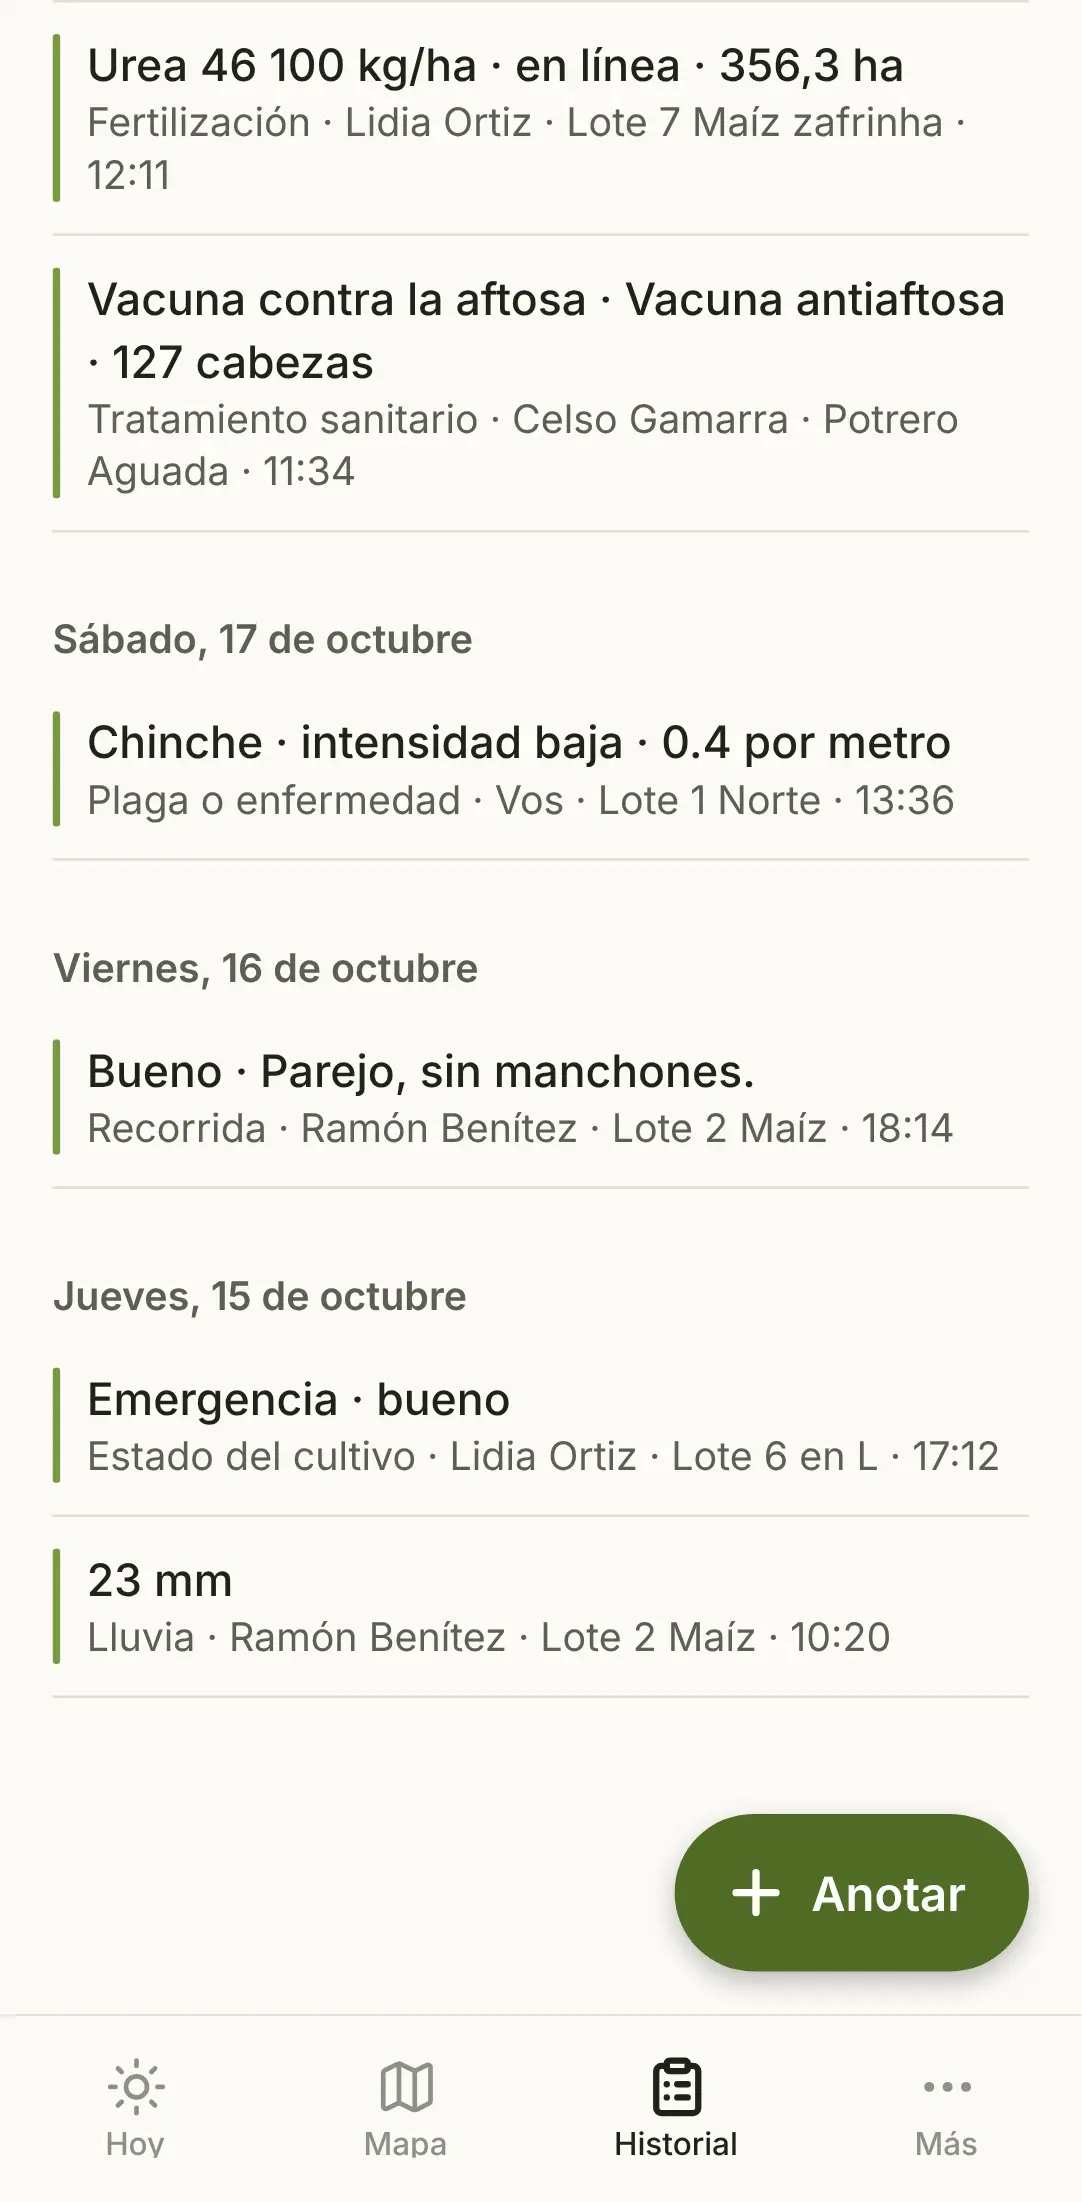 Urea 46 100 kg/ha · en línea · 356,3 ha
Fertilización · Lidia Ortiz · Lote 7 Maíz zafrinha ·
12:11
Vacuna contra la aftosa · Vacuna antiaftosa
· 127 cabezas
Tratamiento sanitario · Celso Gamarra · Potrero
Aguada · 11:34
Sábado, 17 de octubre
Chinche · intensidad baja · 0.4 por metro
Plaga o enfermedad · Vos · Lote 1 Norte · 13:36
Viernes, 16 de octubre
Bueno · Parejo, sin manchones.
Recorrida · Ramón Benítez · Lote 2 Maíz · 18:14
Jueves, 15 de octubre
Emergencia · bueno
Estado del cultivo · Lidia Ortiz · Lote 6 en L · 17:12
23 mm
Lluvia · Ramón Benítez · Lote 2 Maíz · 10:20
+ Anotar
Hoy Mapa Historial Más